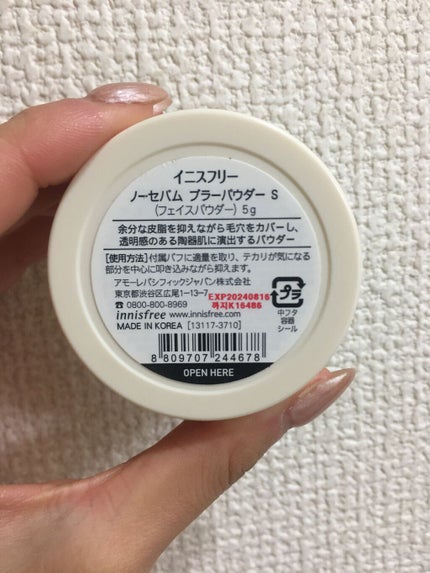 イニスフリー
ノーセバム ブラーパウダー S
(フェイスパウダー) 5g
余分な皮脂を抑えながら毛穴をカバーし、
透明感のある陶器肌に演出するパウダー
[使用方法] 付属パフに適量を取り、テカリが気になる
部分を中心に叩き込みながら抑えます。
アモーレパシフィックジャパン株式会社
東京都渋谷区広尾1-13-7
EXP20240816
☎ 0800-800-8969
까지K16486
innisfree www.innisfree.com
MADE IN KOREA [13117-3710]
プラ
中フタ
容器
シール
8 809707 244678
OPEN HERE